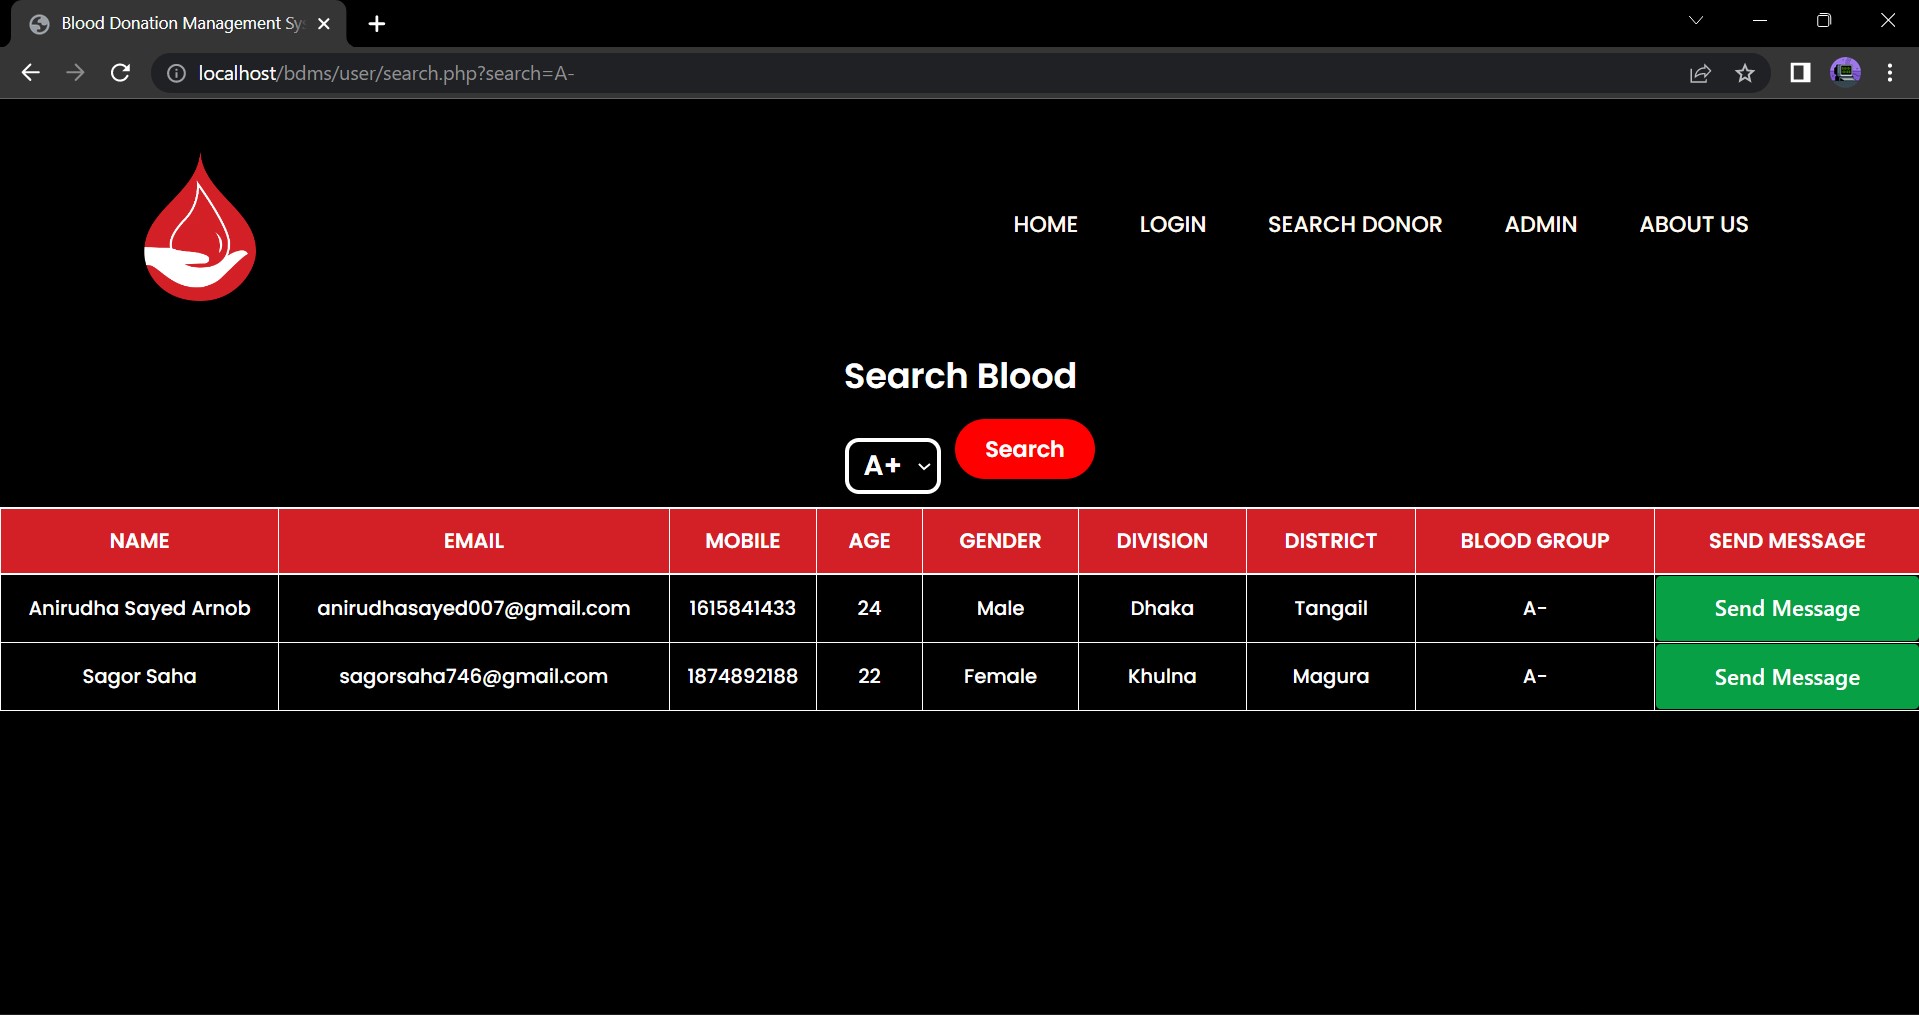 Blood Donation Management Sy
localhost/bdms/user/search.php?search=A-
HOME LOGIN SEARCH DONOR ADMIN ABOUT US
Search Blood
A+ Search
NAME EMAIL MOBILE AGE GENDER DIVISION DISTRICT BLOOD GROUP SEND MESSAGE
Anirudha Sayed Arnob anirudhasayed007@gmail.com 1615841433 24 Male Dhaka Tangail A- Send Message
Sagor Saha sagorsaha746@gmail.com 1874892188 22 Female Khulna Magura A- Send Message